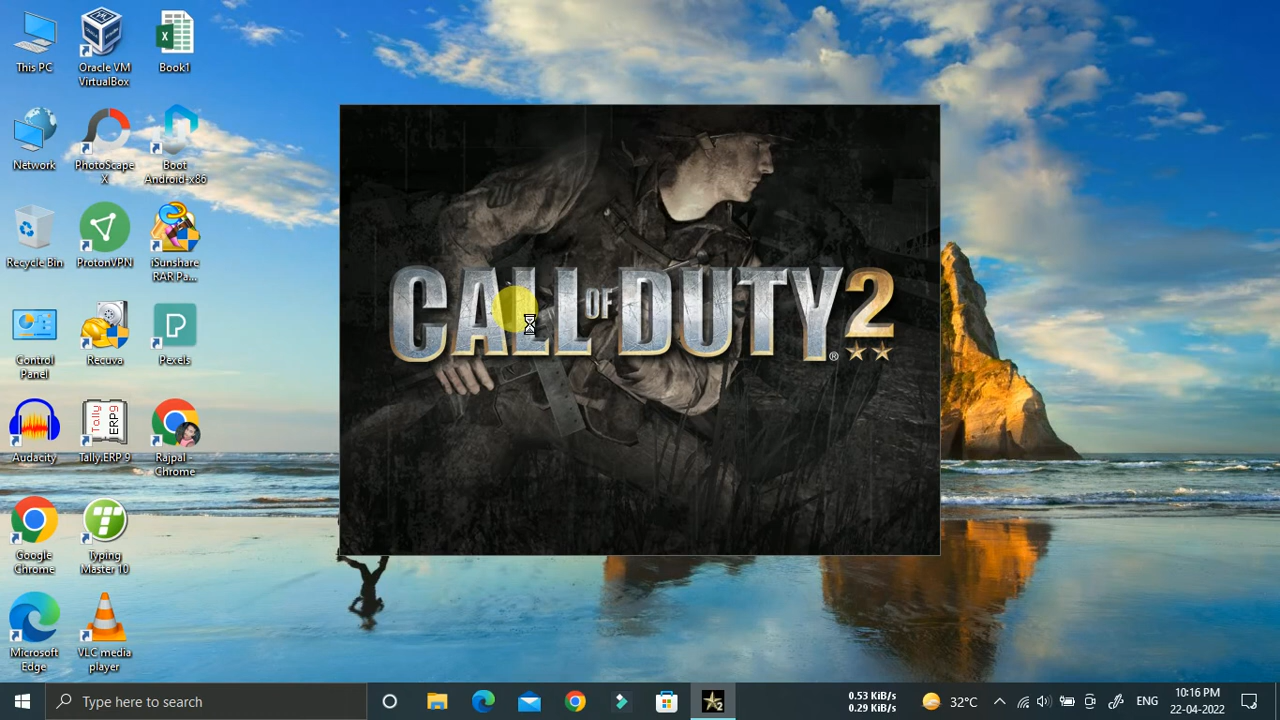 This PC
Oracle VM
VirtualBox
Book1
Network
PhotoScape
X
Boot
Android-x86
Recycle Bin
ProtonVPN
iSunshare
RAR Pa...
Control
Panel
Recuva
Pexels
Audacity
Tally.ERP 9
Tally
ERP9
Rajpal -
Chrome
Google
Chrome
Typing
Master 10
Microsoft
Edge
VLC media
player
CALL OF DUTY 2
®
Type here to search
0.53 KiB/s
0.29 KiB/s
32°C
ENG
10:16 PM
22-04-2022